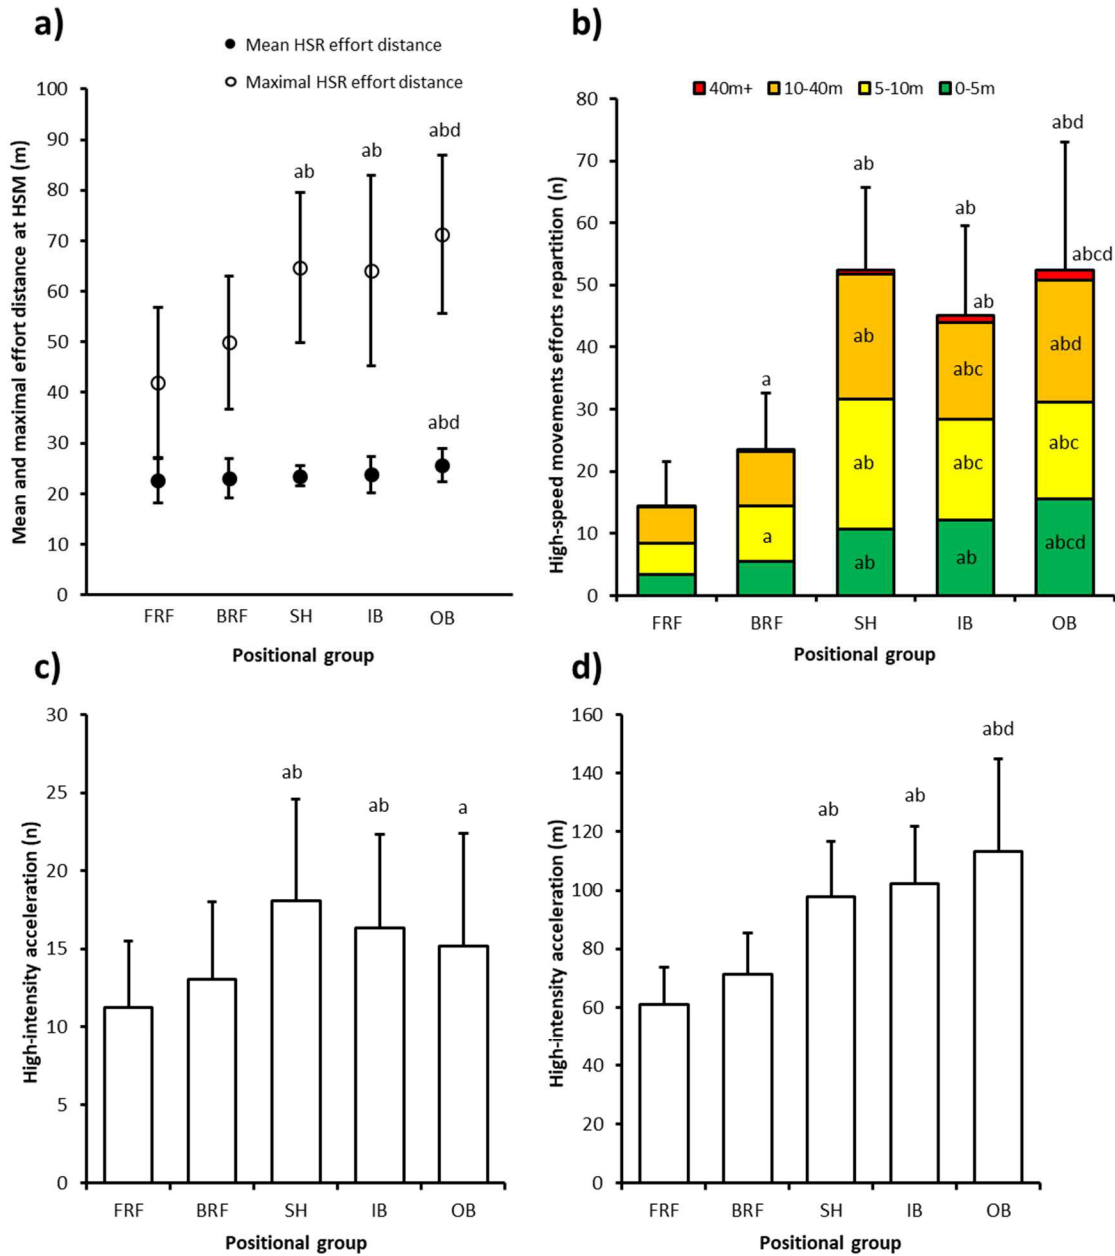 a)
● Mean HSR effort distance
○ Maximal HSR effort distance
Mean and maximal effort distance at HSM (m)
100
90
80
70
60
50
40
30
20
10
0
ab
ab
abd
abd
FRF BRF SH IB OB
Positional group
b)
40m+ 10-40m 5-10m 0-5m
High-speed movements efforts repartition (n)
80
70
60
50
40
30
20
10
0
a
a
ab
ab
ab
ab
ab
ab
abc
abc
ab
abd
abcd
abd
abc
abcd
FRF BRF SH IB OB
Positional group
c)
High-intensity acceleration (n)
30
25
20
15
10
5
0
ab
ab
a
FRF BRF SH IB OB
Positional group
d)
High-intensity acceleration (m)
160
140
120
100
80
60
40
20
0
ab
ab
abd
FRF BRF SH IB OB
Positional group